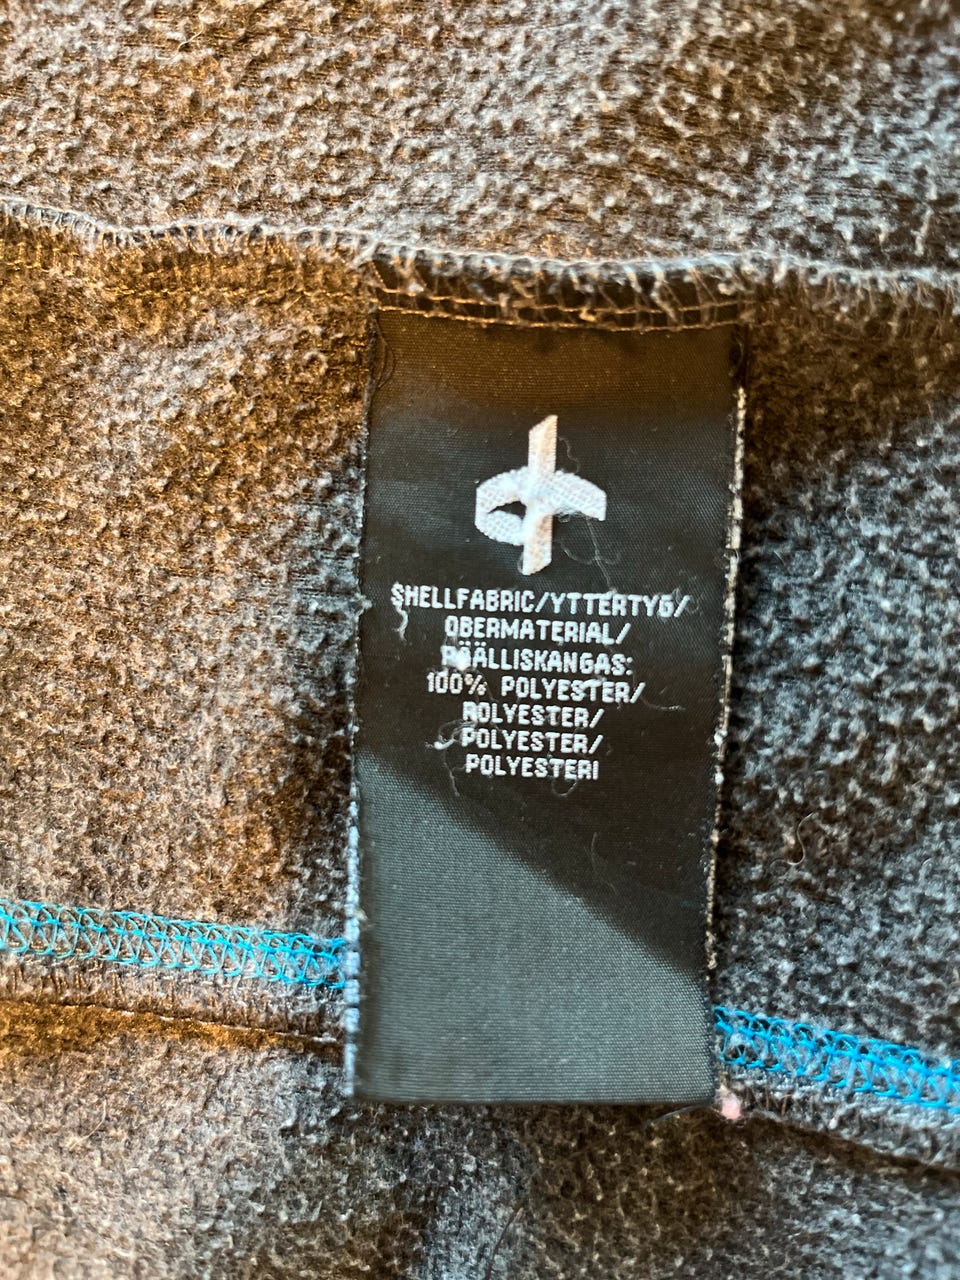 SHELLFABRIC/YTTERTYG/
OBERMATERIAL/
PÄÄLLISKANGAS:
100% POLYESTER/
POLYESTER/
POLYESTER/
POLYESTERI